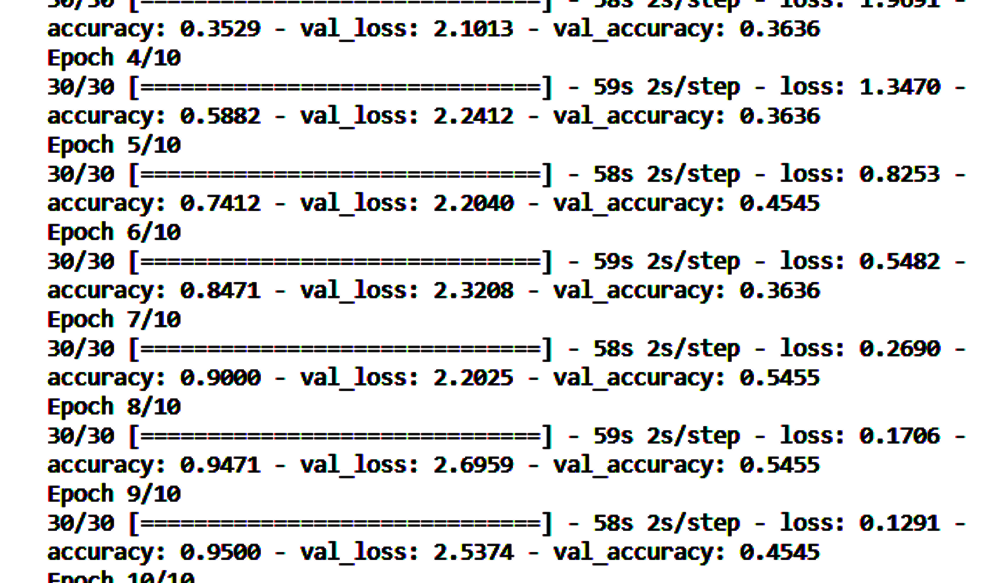 30/30 [==============================] - 58s 2s/step - loss: 1.9691 -
accuracy: 0.3529 - val_loss: 2.1013 - val_accuracy: 0.3636
Epoch 4/10
30/30 [==============================] - 59s 2s/step - loss: 1.3470 -
accuracy: 0.5882 - val_loss: 2.2412 - val_accuracy: 0.3636
Epoch 5/10
30/30 [==============================] - 58s 2s/step - loss: 0.8253 -
accuracy: 0.7412 - val_loss: 2.2040 - val_accuracy: 0.4545
Epoch 6/10
30/30 [==============================] - 59s 2s/step - loss: 0.5482 -
accuracy: 0.8471 - val_loss: 2.3208 - val_accuracy: 0.3636
Epoch 7/10
30/30 [==============================] - 58s 2s/step - loss: 0.2690 -
accuracy: 0.9000 - val_loss: 2.2025 - val_accuracy: 0.5455
Epoch 8/10
30/30 [==============================] - 59s 2s/step - loss: 0.1706 -
accuracy: 0.9471 - val_loss: 2.6959 - val_accuracy: 0.5455
Epoch 9/10
30/30 [==============================] - 58s 2s/step - loss: 0.1291 -
accuracy: 0.9500 - val_loss: 2.5374 - val_accuracy: 0.4545
Epoch 10/10